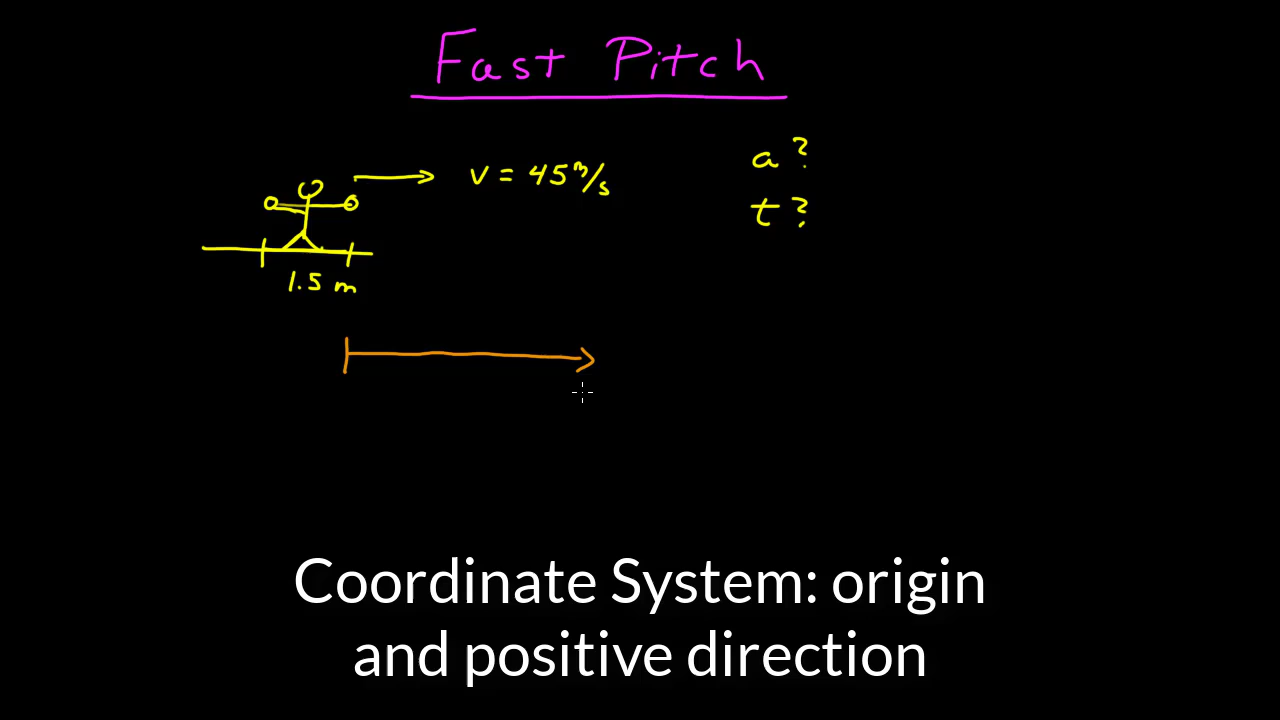 Fast Pitch
v = 45 m/s
a?
t?
1.5 m
Coordinate System: origin
and positive direction